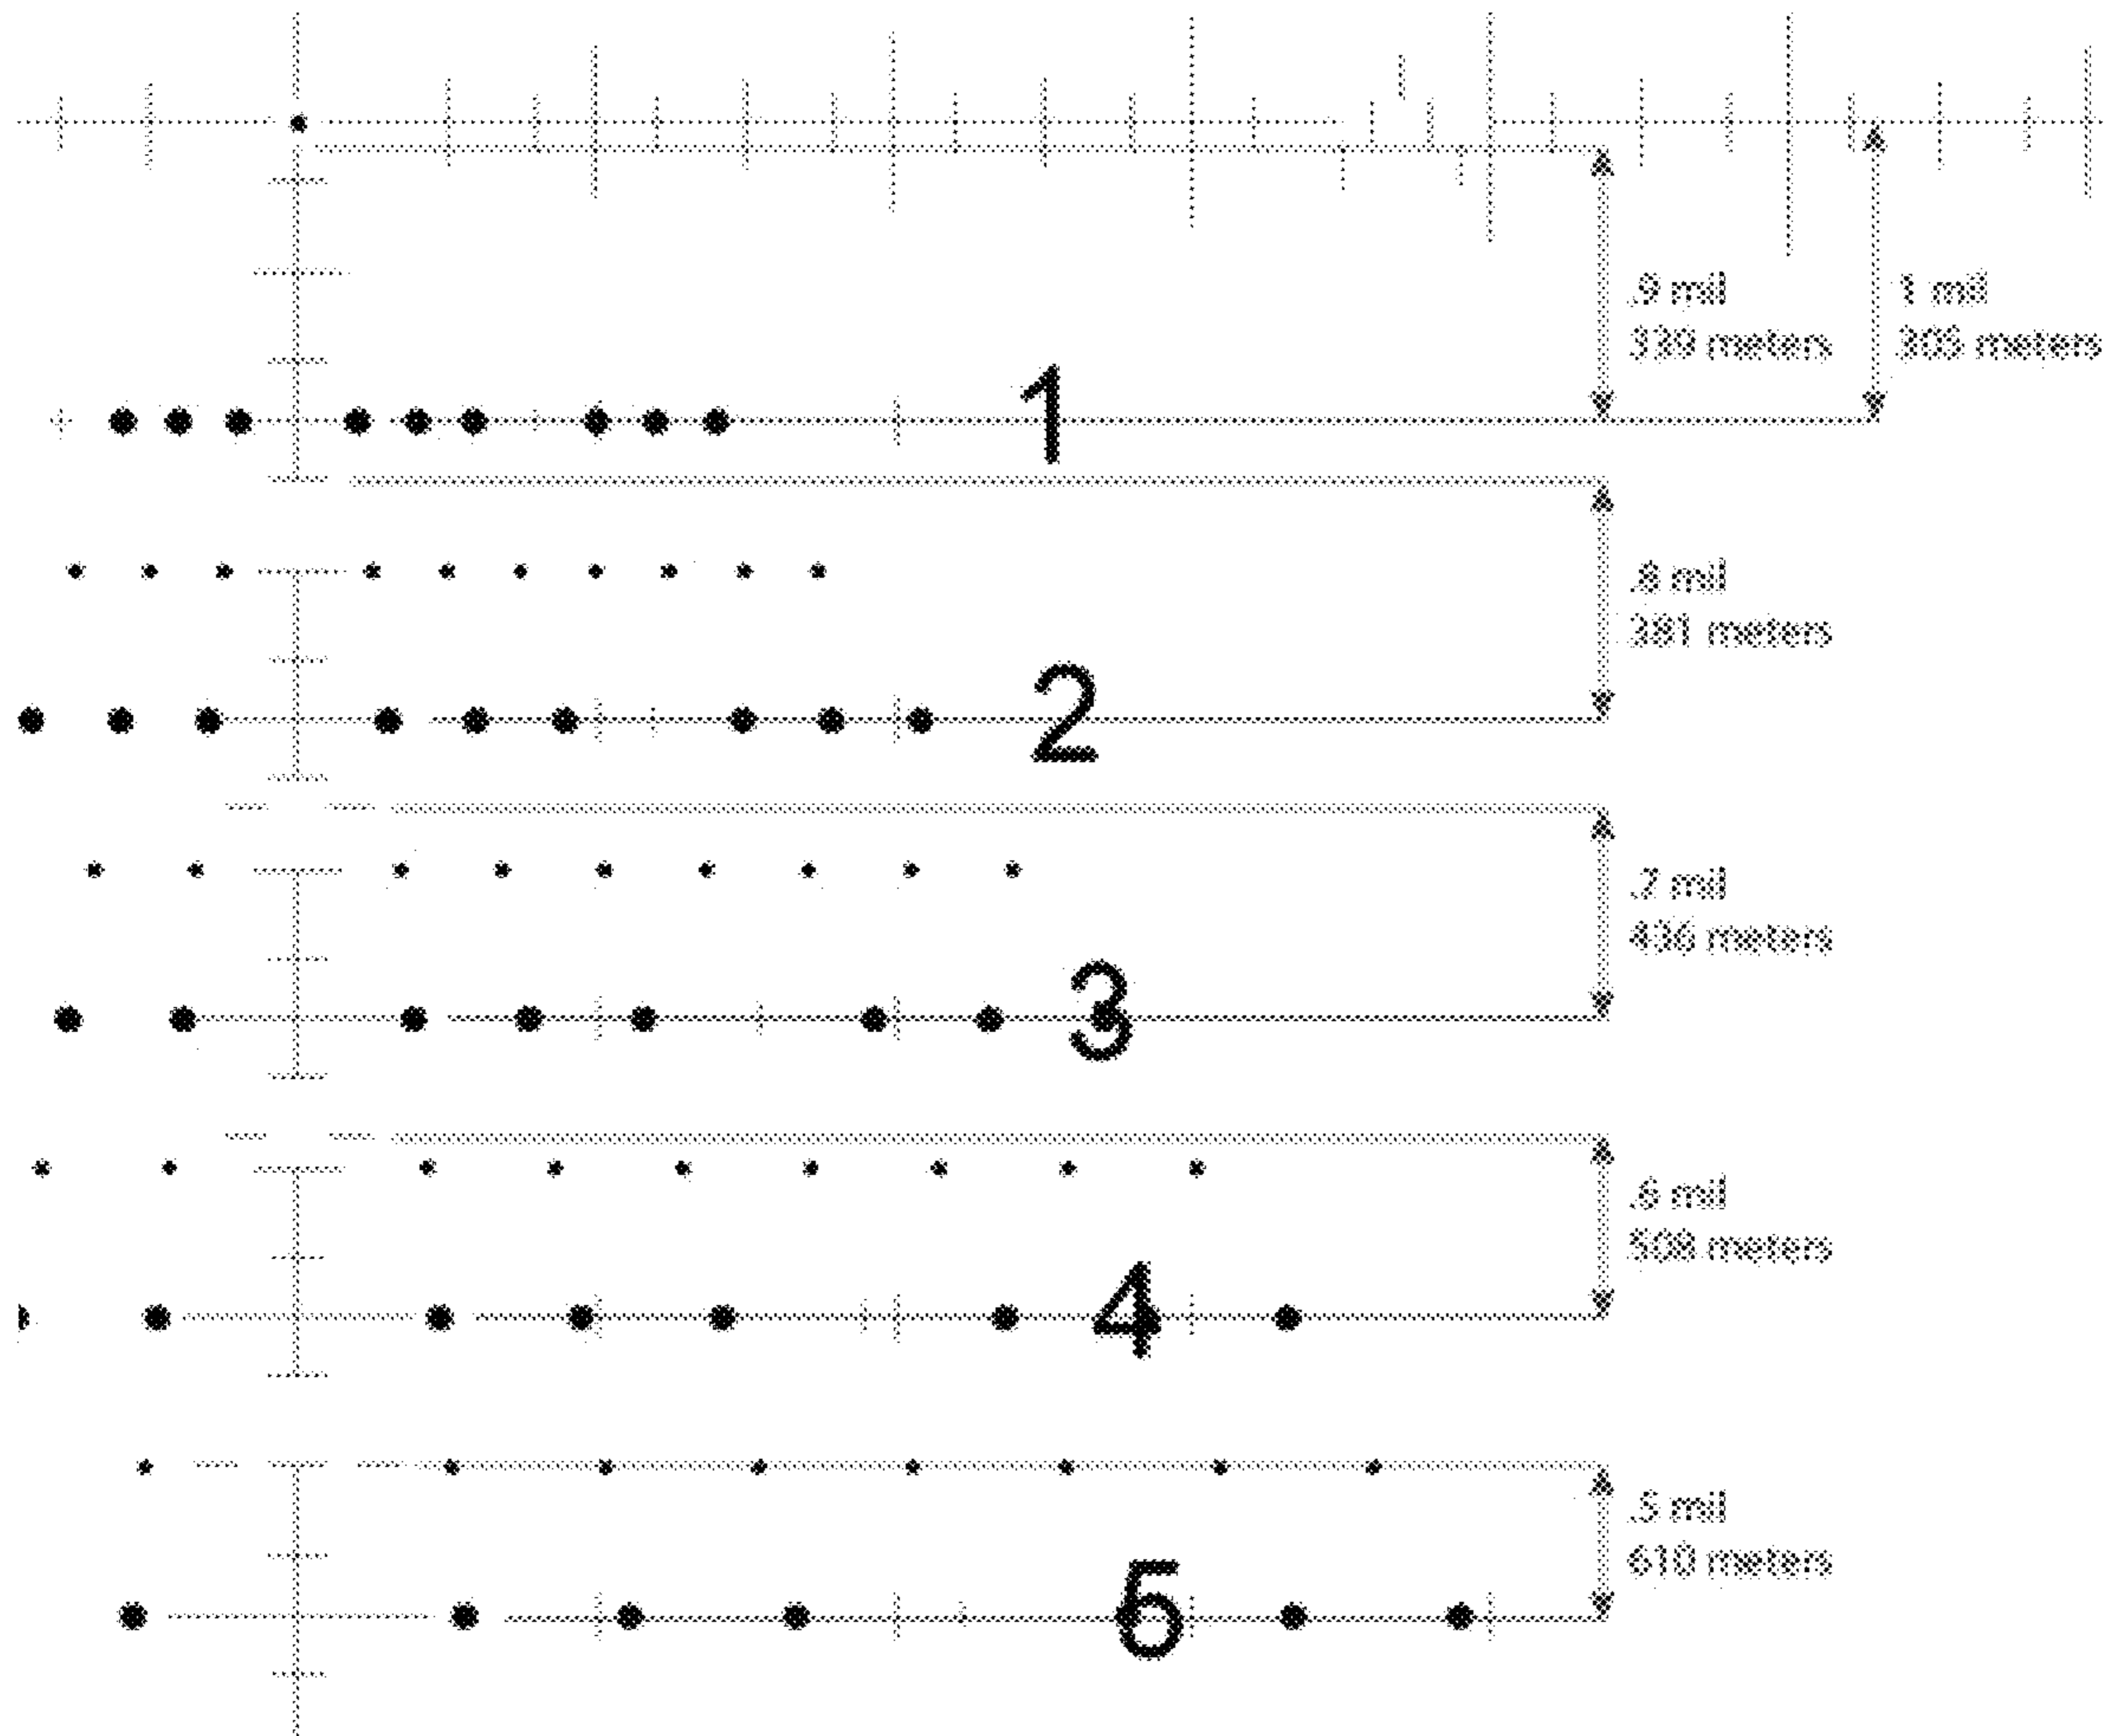 .9 mil
339 meters
1 mil
305 meters
1
.8 mil
381 meters
2
.7 mil
436 meters
3
.6 mil
508 meters
4
.5 mil
610 meters
5